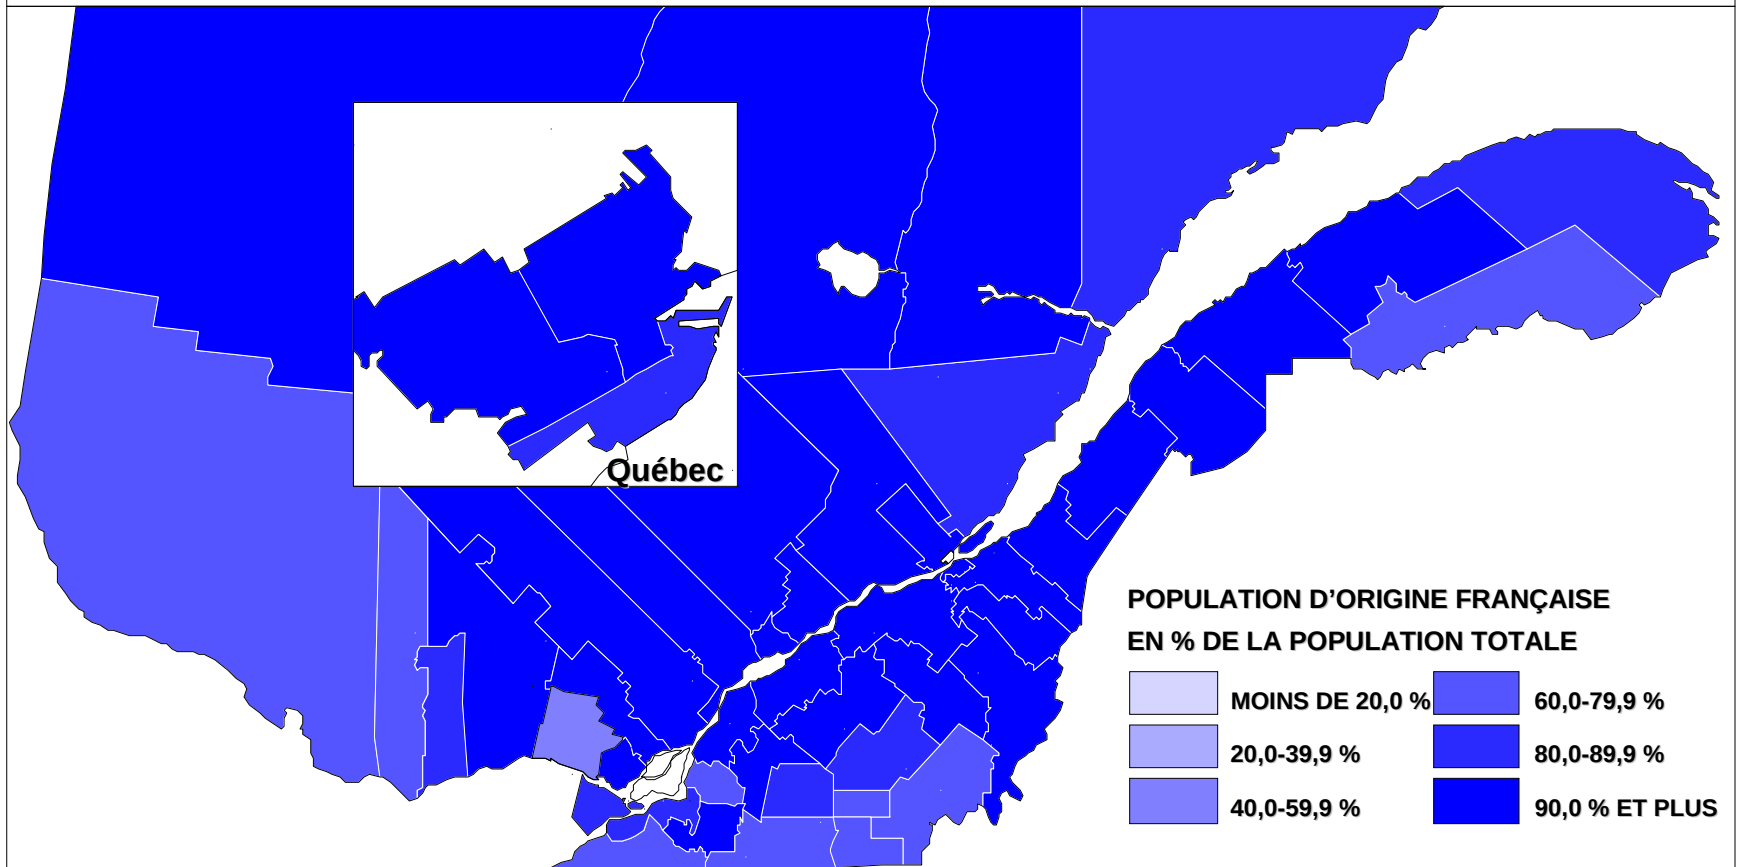 Québec
POPULATION D’ORIGINE FRANÇAISE
EN % DE LA POPULATION TOTALE
MOINS DE 20,0 %
20,0-39,9 %
40,0-59,9 %
60,0-79,9 %
80,0-89,9 %
90,0 % ET PLUS